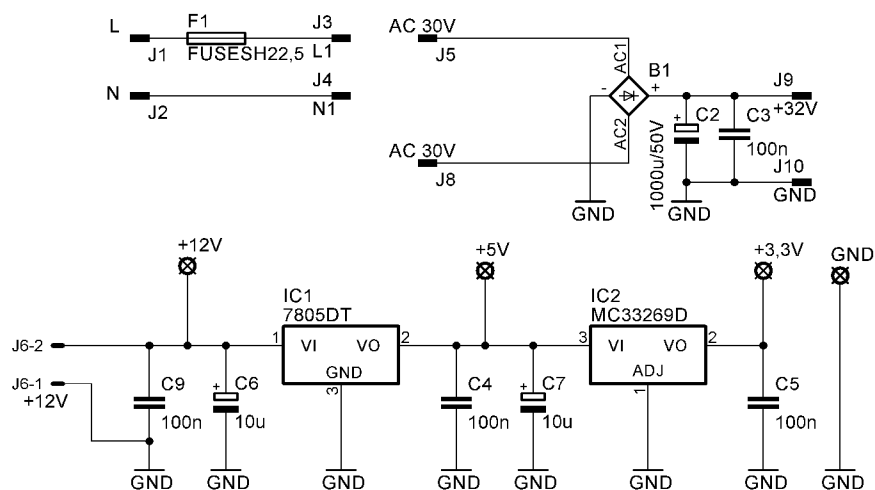 L
J1
F1
FUSESH22,5
J3
L1
N
J2
J4
N1
AC 30V
J5
AC1
B1
-
+
AC2
AC 30V
J8
GND
+
C2
1000u/50V
GND
C3
100n
J9
+32V
J10
GND
+12V
J6-2
J6-1
+12V
C9
100n
GND
+
C6
10u
GND
IC1
7805DT
1
VI
VO
2
GND
3
GND
+5V
C4
100n
GND
+
C7
10u
GND
IC2
MC33269D
3
VI
VO
2
ADJ
1
GND
+3,3V
C5
100n
GND
GND
GND